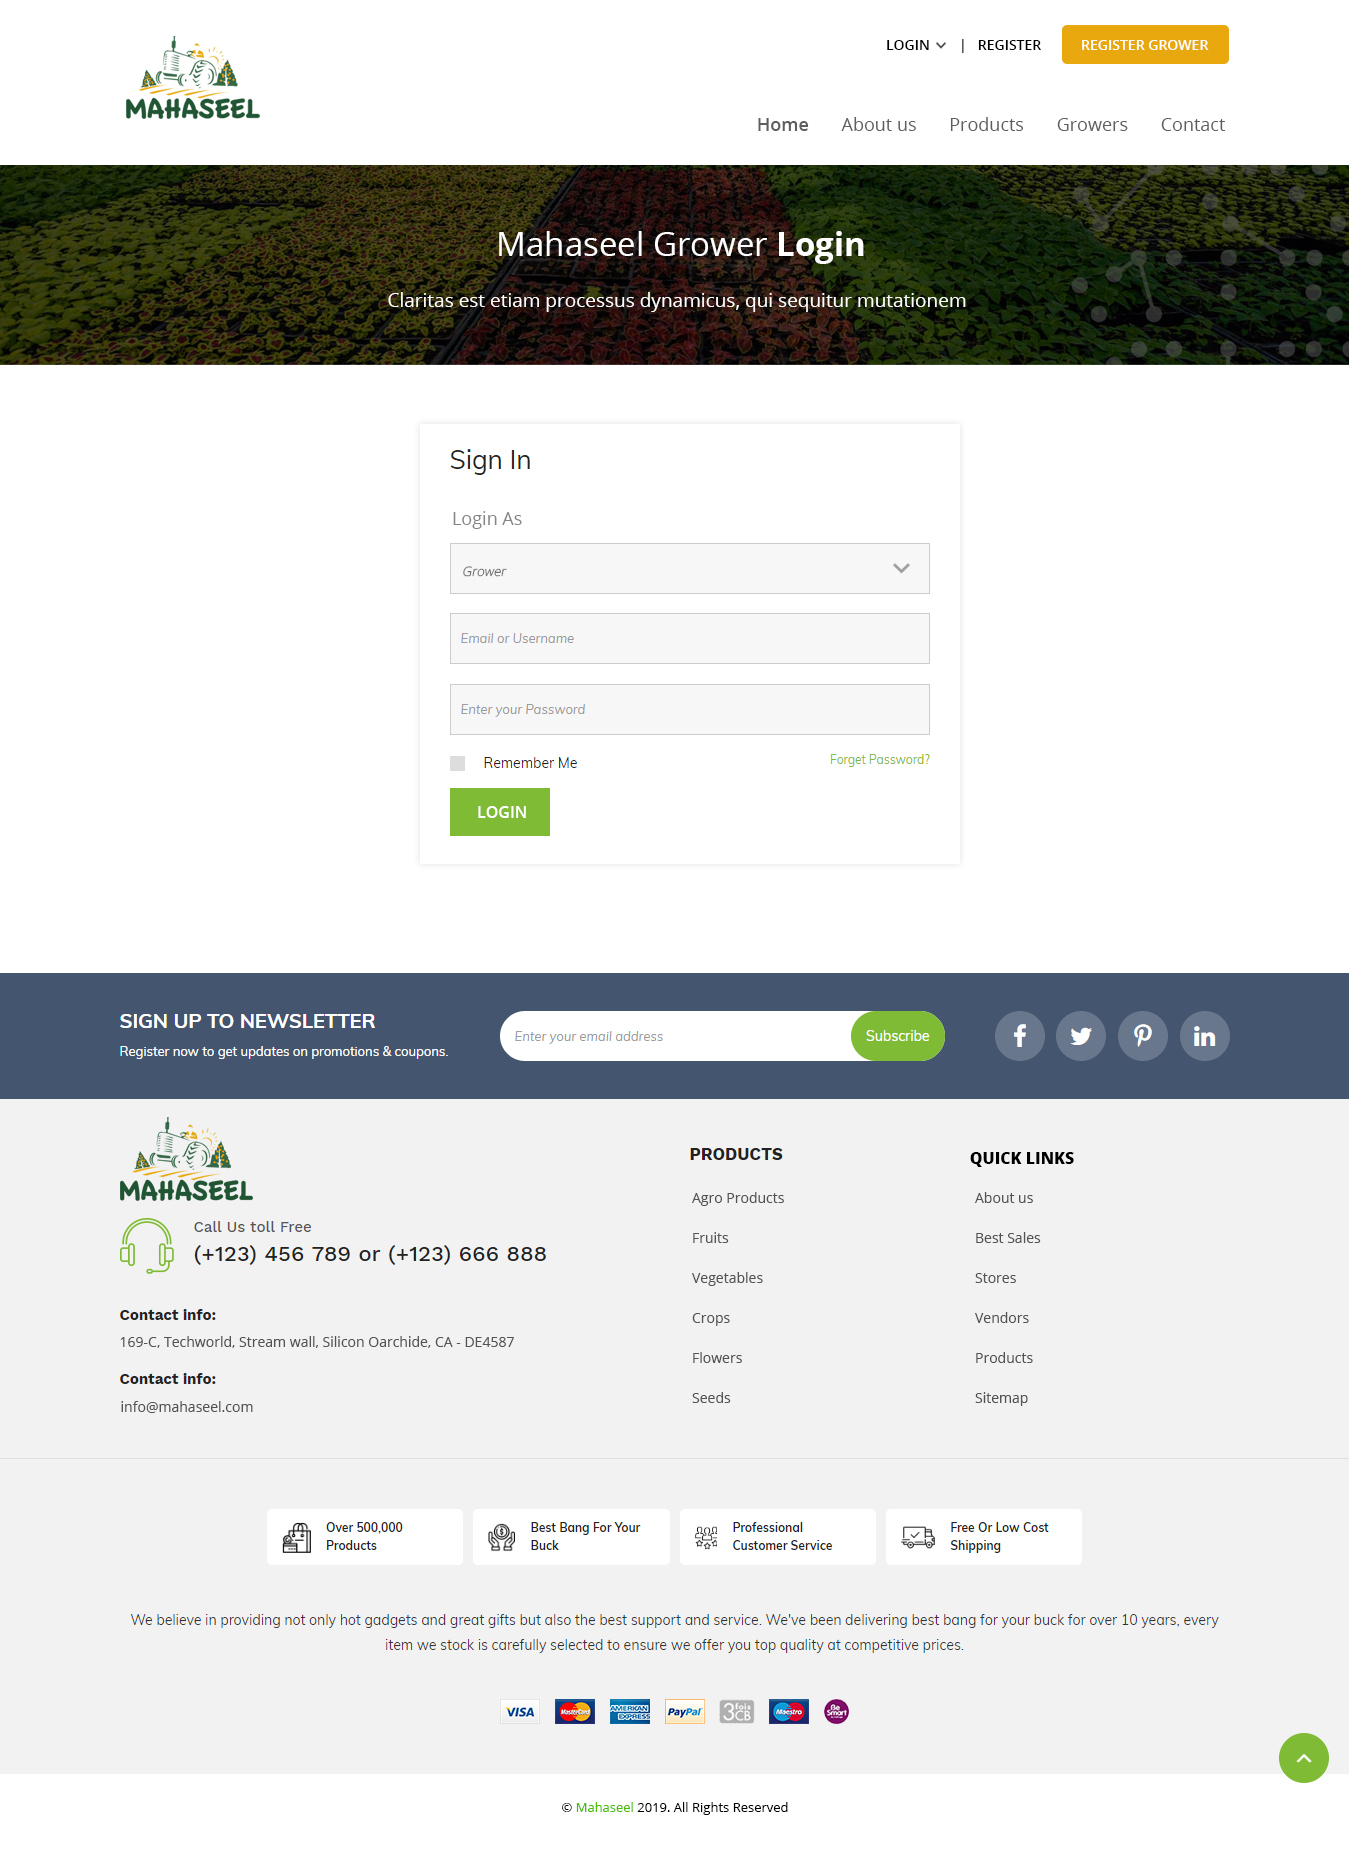 MAHASEEL
LOGIN | REGISTER
REGISTER GROWER
Home About us Products Growers Contact
Mahaseel Grower Login
Claritas est etiam processus dynamicus, qui sequitur mutationem
Sign In
Login As
Grower
Email or Username
Enter your Password
Remember Me
Forget Password?
LOGIN
SIGN UP TO NEWSLETTER
Register now to get updates on promotions & coupons.
Enter your email address
Subscribe
MAHASEEL
Call Us toll Free
(+123) 456 789 or (+123) 666 888
Contact info:
169-C, Techworld, Stream wall, Silicon Oarchide, CA - DE4587
Contact info:
info@mahaseel.com
PRODUCTS
Agro Products
Fruits
Vegetables
Crops
Flowers
Seeds
QUICK LINKS
About us
Best Sales
Stores
Vendors
Products
Sitemap
Over 500,000
Products
Best Bang For Your
Buck
Professional
Customer Service
Free Or Low Cost
Shipping
We believe in providing not only hot gadgets and great gifts but also the best support and service. We've been delivering best bang for your buck for over 10 years, every
item we stock is carefully selected to ensure we offer you top quality at competitive prices.
VISA
MasterCard
AMERICAN
EXPRESS
PayPal
3 fois
CB
Maestro
Be
Smart
© Mahaseel 2019. All Rights Reserved